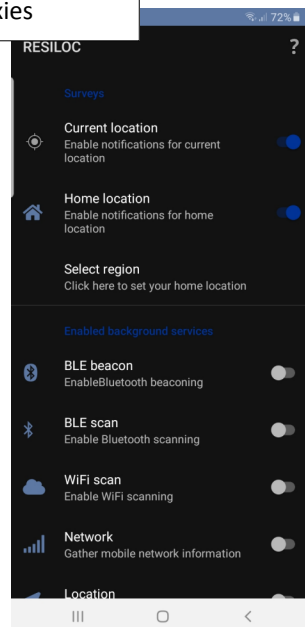 72%
RESILOC ?
Surveys
Current location
Enable notifications for current
location
Home location
Enable notifications for home
location
Select region
Click here to set your home location
Enabled background services
BLE beacon
EnableBluetooth beaconing
BLE scan
Enable Bluetooth scanning
WiFi scan
Enable WiFi scanning
Network
Gather mobile network information
Location